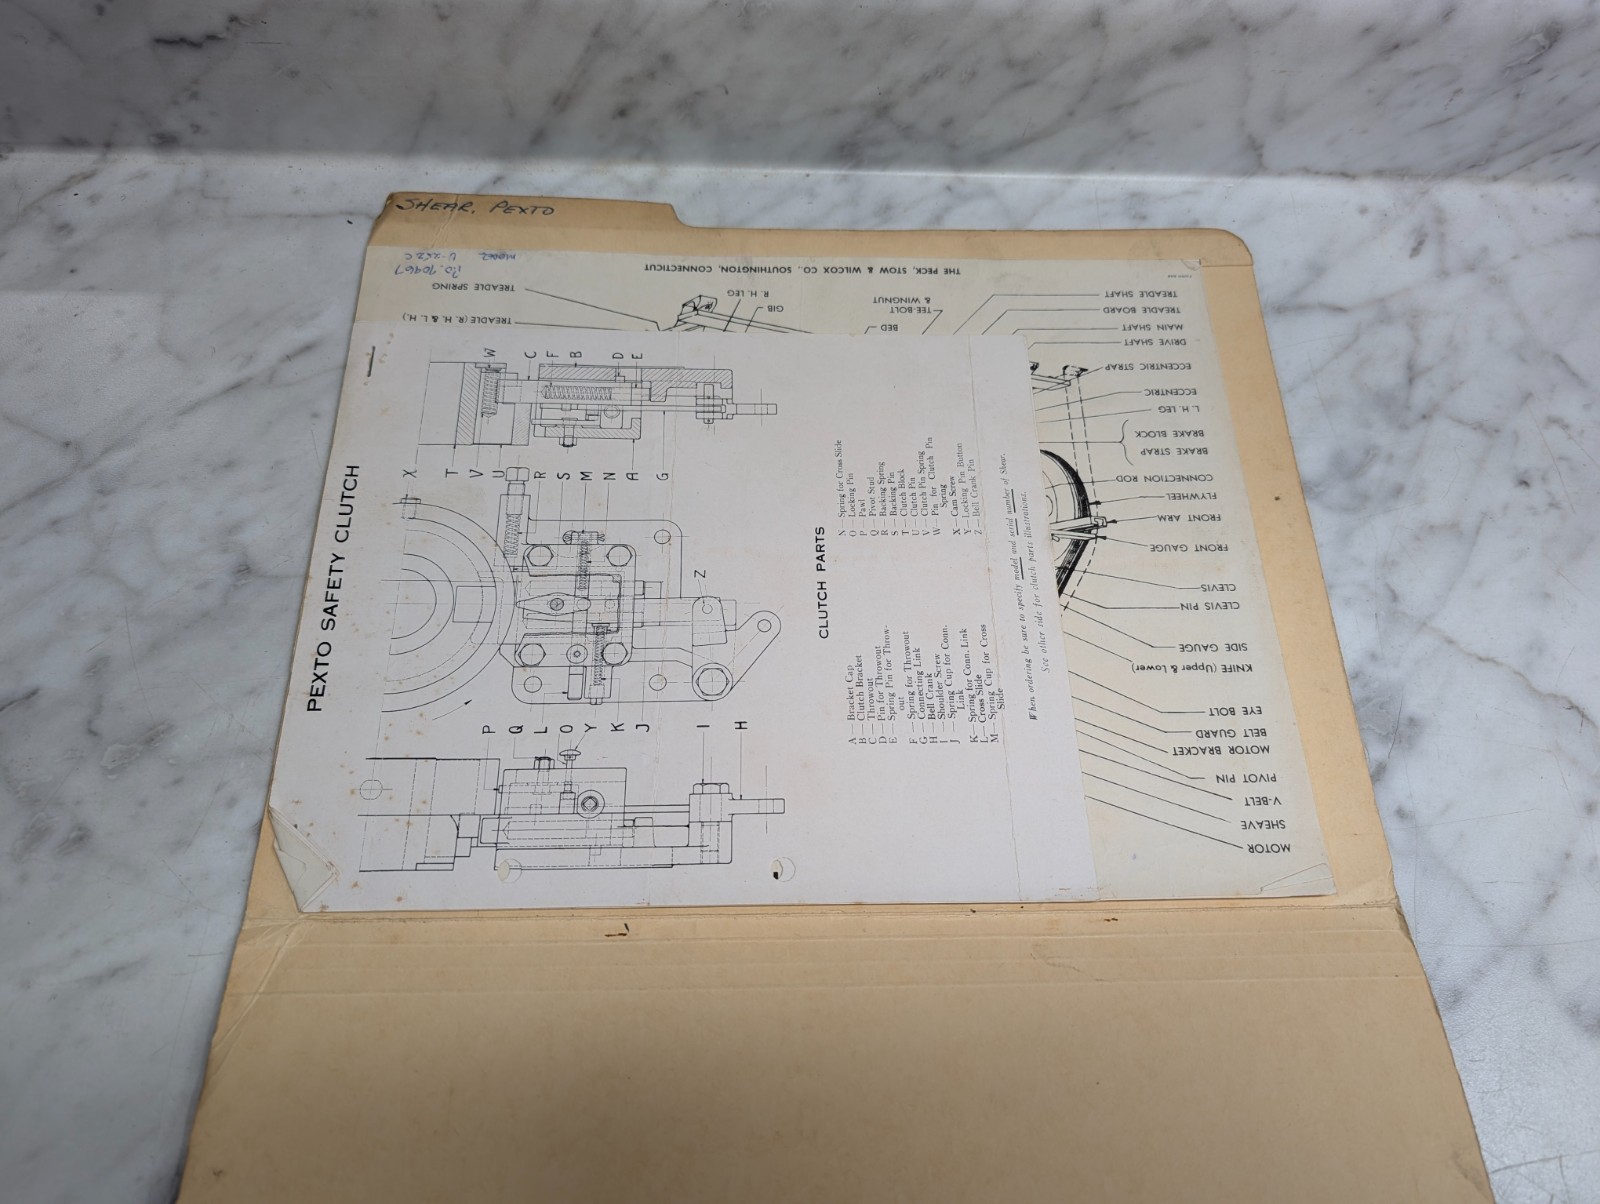 SHEAR, PEXTO
PEXTO SAFETY CLUTCH
X
T
V
U
R
S
M
N
A
G
W
C
F
B
D
E
Z
P
Q
L
O
Y
K
J
I
H
CLUTCH PARTS
A—Bracket Cap
B—Clutch Bracket
C—Throwout
D—Pin for Throwout
E—Spring Pin for Throw-
out
F—Spring for Throwout
G—Connecting Link
H—Bell Crank
I—Shoulder Screw
J—Spring Cup for Conn.
Link
K—Spring for Conn. Link
L—Cross Slide
M—Spring Cup for Cross
Slide
N—Spring for Cross Slide
O—Locking Pin
P—Pawl
Q—Pivot Stud
R—Backing Spring
S—Backing Pin
T—Clutch Block
U—Clutch Pin
V—Clutch Pin Spring
W—Pin for Clutch Pin
Spring
X—Cam Screw
Y—Locking Pin Button
Z—Bell Crank Pin
When ordering be sure to specify model and serial number of Shear.
See other side for clutch parts illustrations.
THE PECK, STOW & WILCOX CO., SOUTHINGTON, CONNECTICUT
MODEL U-252 C
P.O. 90467
MOTOR
SHEAVE
V-BELT
PIVOT PIN
MOTOR BRACKET
BELT GUARD
EYE BOLT
KNIFE (Upper & Lower)
SIDE GAUGE
CLEVIS PIN
CLEVIS
FRONT GAUGE
FRONT ARM
FLYWHEEL
CONNECTION ROD
BRAKE STRAP
BRAKE BLOCK
L. H. LEG
ECCENTRIC
ECCENTRIC STRAP
DRIVE SHAFT
MAIN SHAFT
TREADLE BOARD
TREADLE SHAFT
BED
TEE-BOLT
& WINGNUT
GIB
R. H. LEG
TREADLE (R. H. & L. H.)
TREADLE SPRING